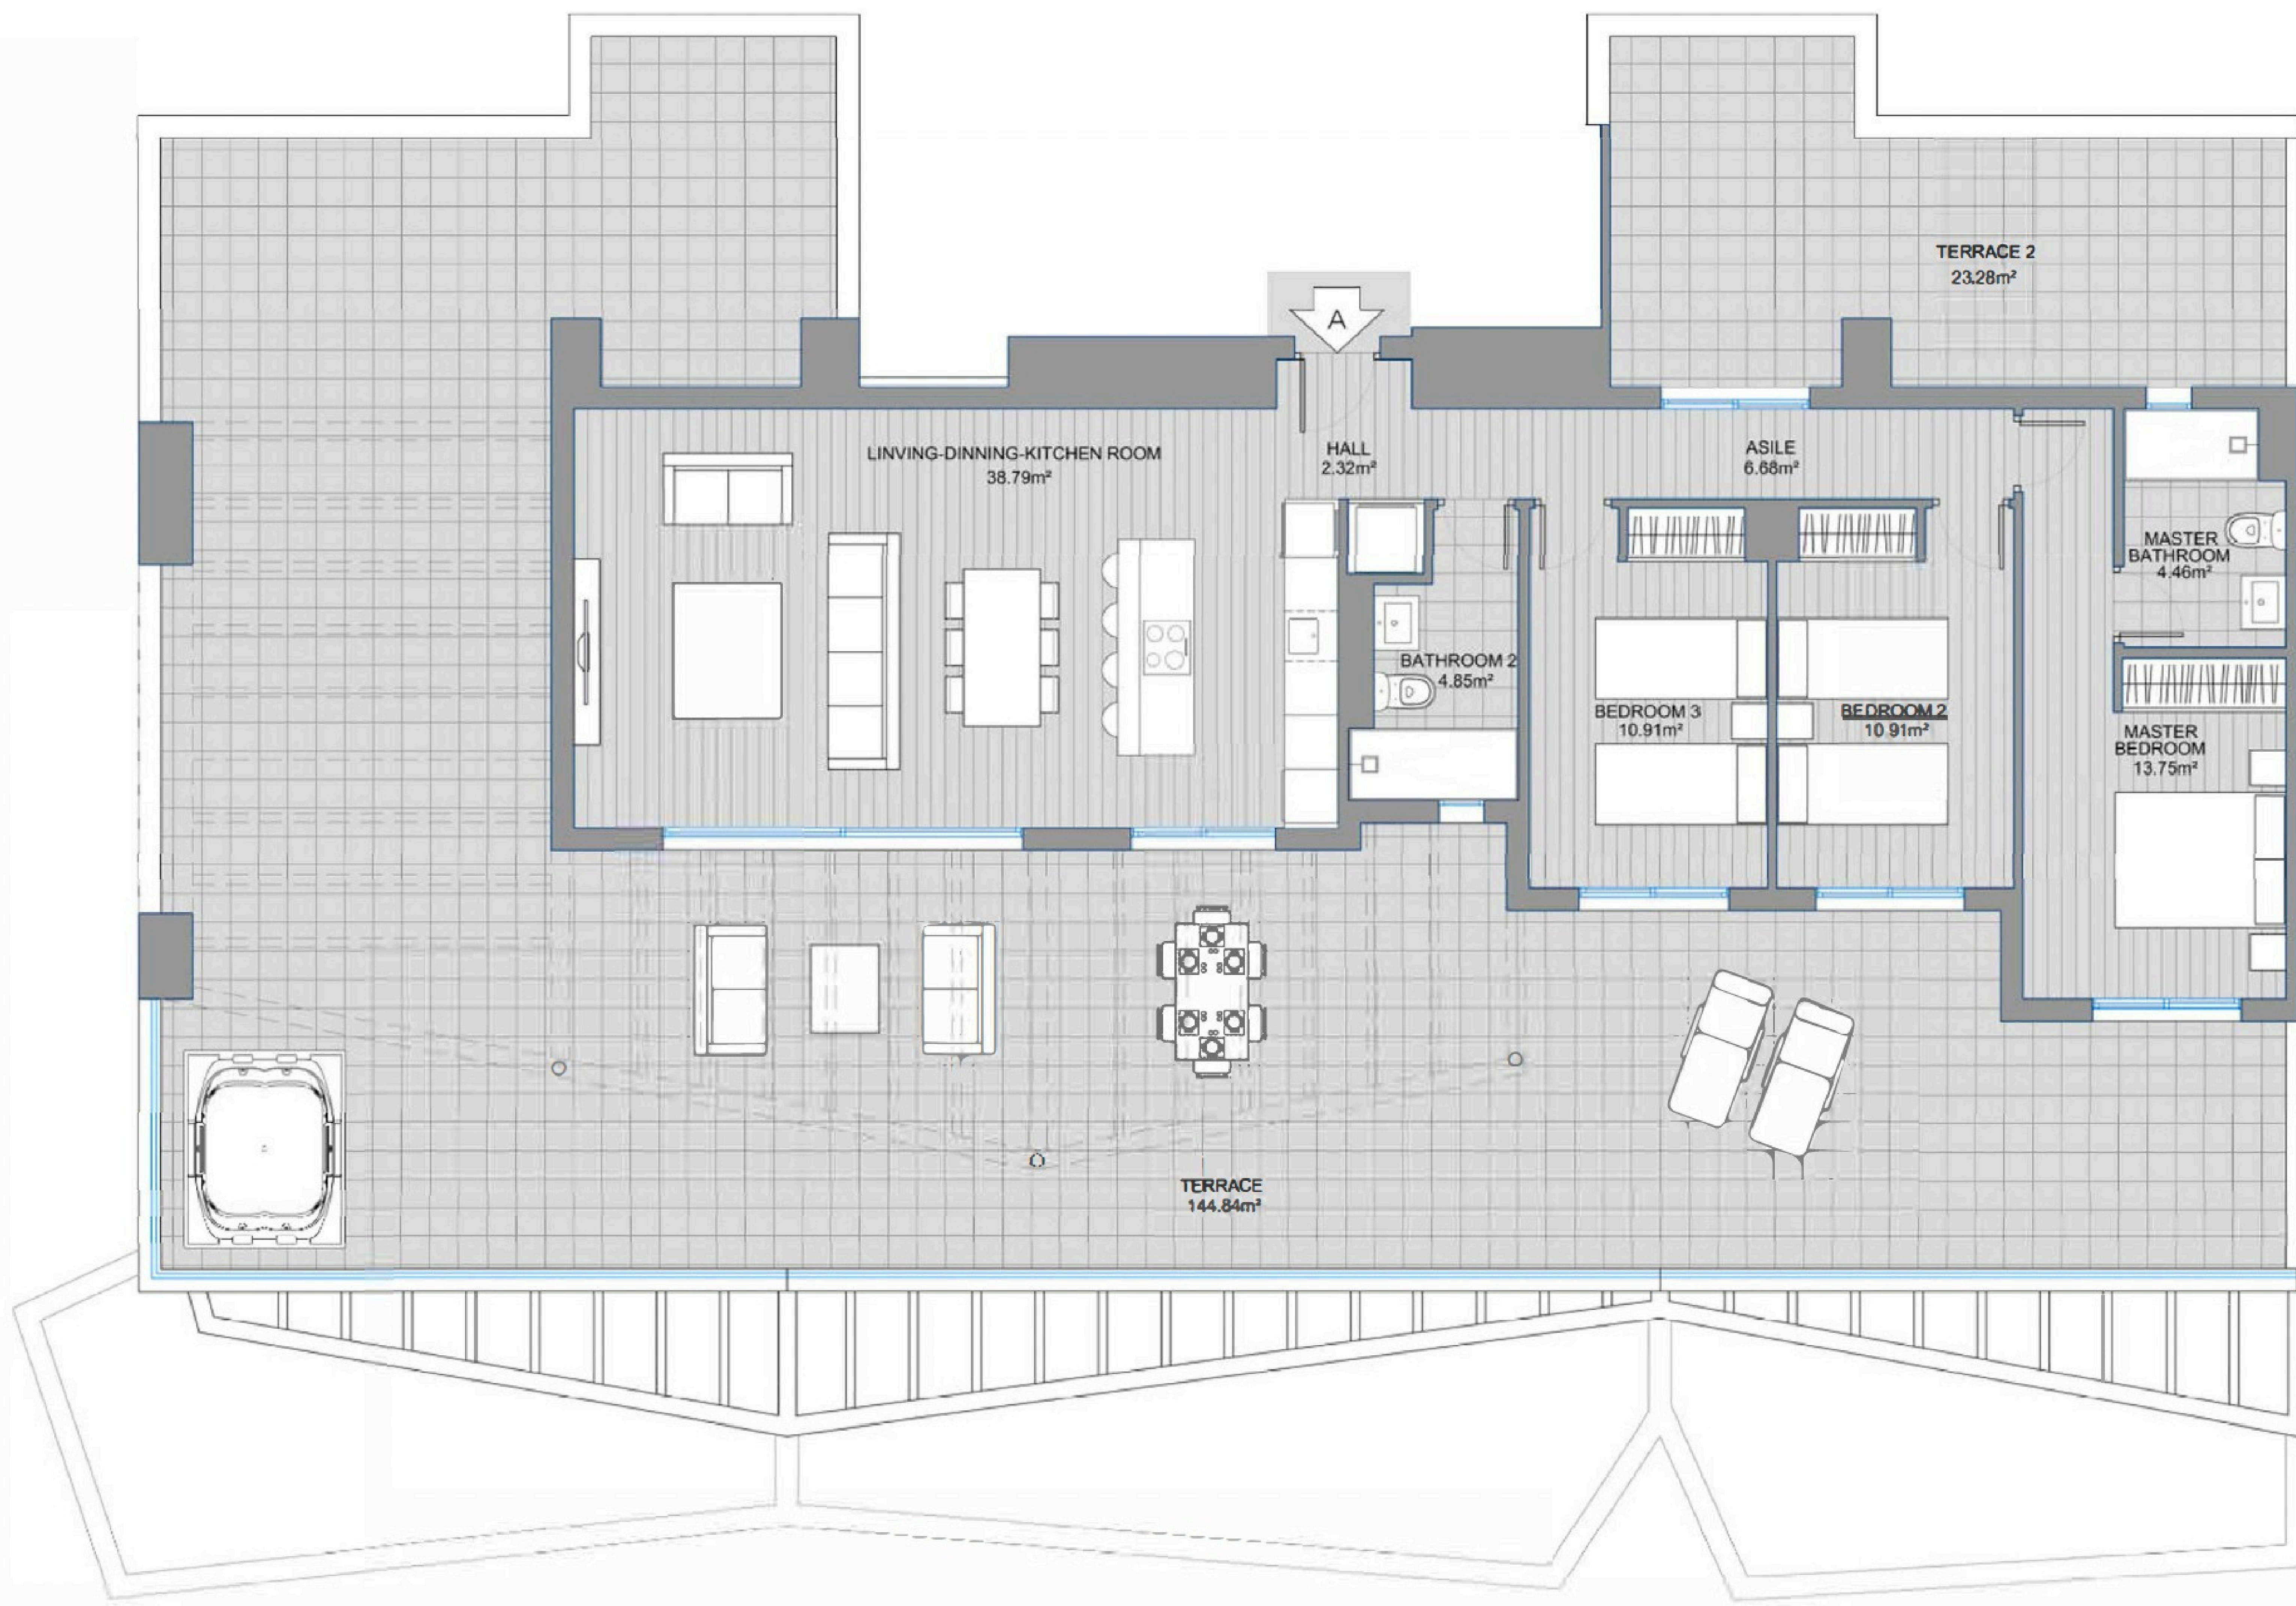 TERRACE 2
23.28m²
A
LINVING-DINNING-KITCHEN ROOM
38.79m²
HALL
2.32m²
ASILE
6.68m²
MASTER
BATHROOM
4.46m²
BATHROOM 2
4.85m²
BEDROOM 3
10.91m²
BEDROOM 2
10.91m²
MASTER
BEDROOM
13.75m²
TERRACE
144.84m²